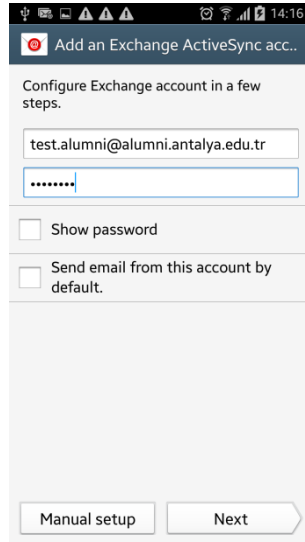 14:16
Add an Exchange ActiveSync acc..
Configure Exchange account in a few
steps.
test.alumni@alumni.antalya.edu.tr
••••••••
Show password
Send email from this account by
default.
Manual setup
Next